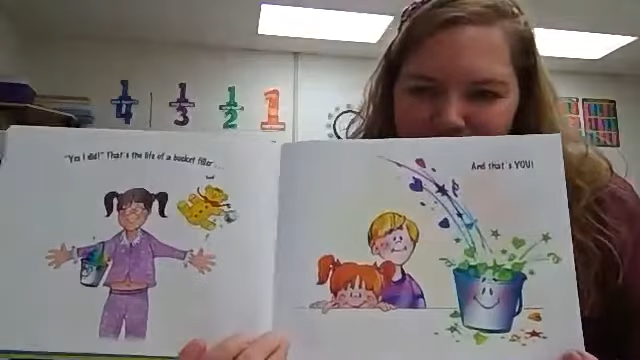 1/4
1/3
1/2
1
"Yes I did!" That's the life of a bucket filler...
And that's YOU!